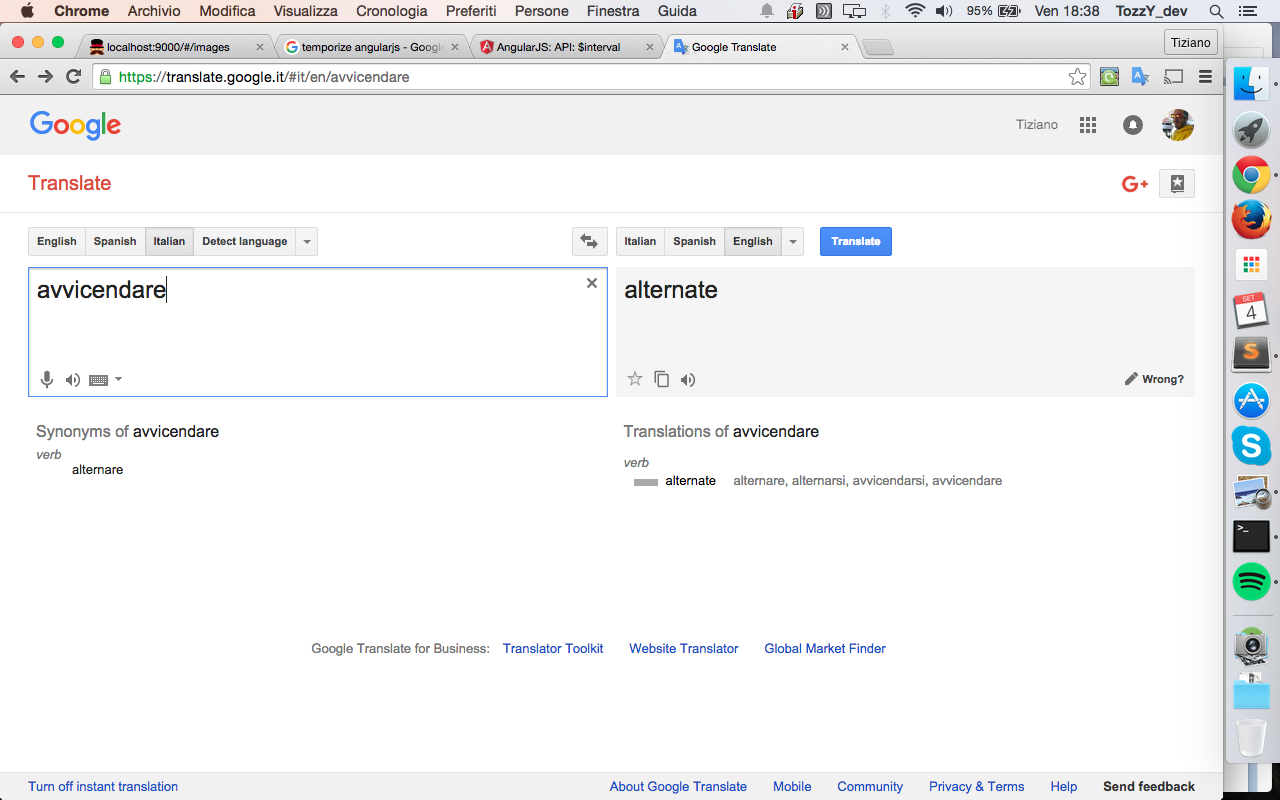 Chrome Archivio Modifica Visualizza Cronologia Preferiti Persone Finestra Guida 95% Ven 18:38 TozzY_dev
localhost:9000/#/images temporize angularjs - Google AngularJS: API: $interval Google Translate Tiziano
https://translate.google.it/#it/en/avvicendare
Google Tiziano
Translate G+
English Spanish Italian Detect language Italian Spanish English Translate
avvicendare alternate
Wrong?
Synonyms of avvicendare Translations of avvicendare
verb verb
alternare alternate alternare, alternarsi, avvicendarsi, avvicendare
Google Translate for Business: Translator Toolkit Website Translator Global Market Finder
Turn off instant translation About Google Translate Mobile Community Privacy & Terms Help Send feedback
SET
4